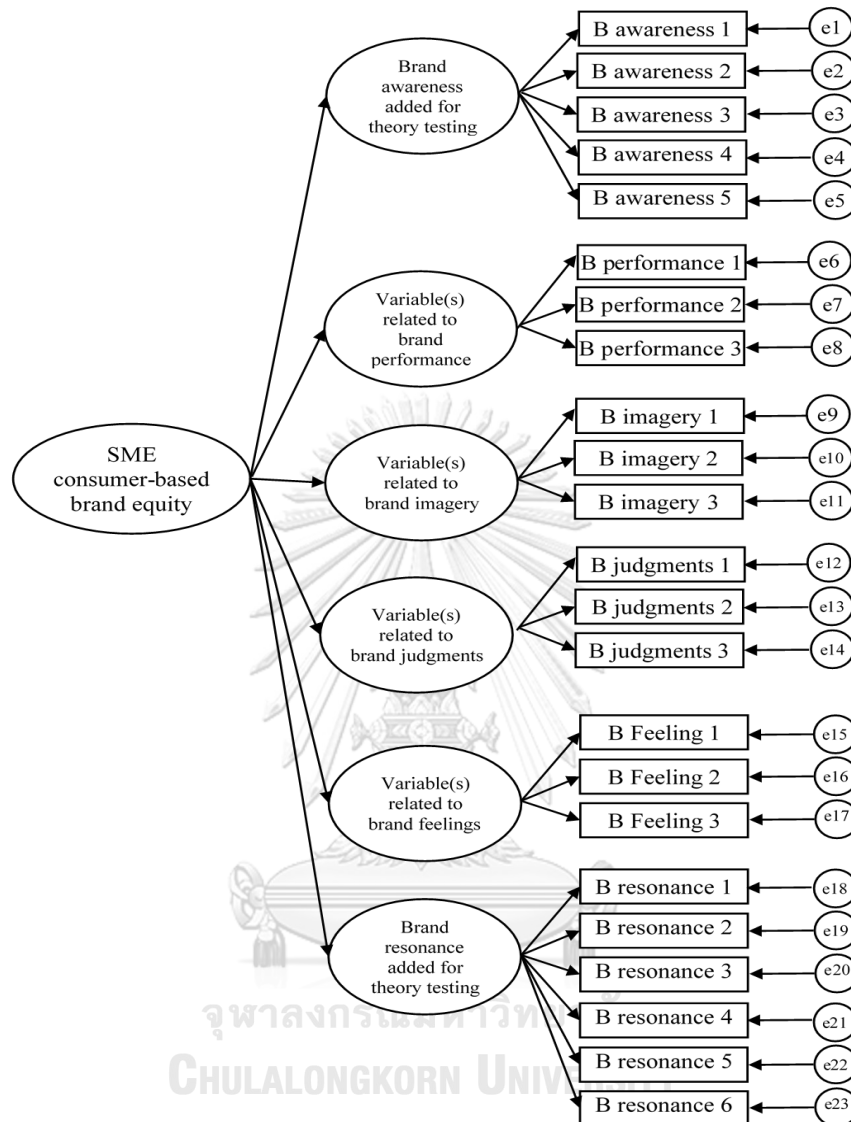 Brand
awareness
added for
theory testing
B awareness 1
e1
B awareness 2
e2
B awareness 3
e3
B awareness 4
e4
B awareness 5
e5
Variable(s)
related to
brand
performance
B performance 1
e6
B performance 2
e7
B performance 3
e8
SME
consumer-based
brand equity
Variable(s)
related to
brand imagery
B imagery 1
e9
B imagery 2
e10
B imagery 3
e11
Variable(s)
related to
brand judgments
B judgments 1
e12
B judgments 2
e13
B judgments 3
e14
Variable(s)
related to
brand feelings
B Feeling 1
e15
B Feeling 2
e16
B Feeling 3
e17
Brand
resonance
added for
theory testing
B resonance 1
e18
B resonance 2
e19
B resonance 3
e20
B resonance 4
e21
B resonance 5
e22
B resonance 6
e23
CHULALONGKORN UNIVERSITY